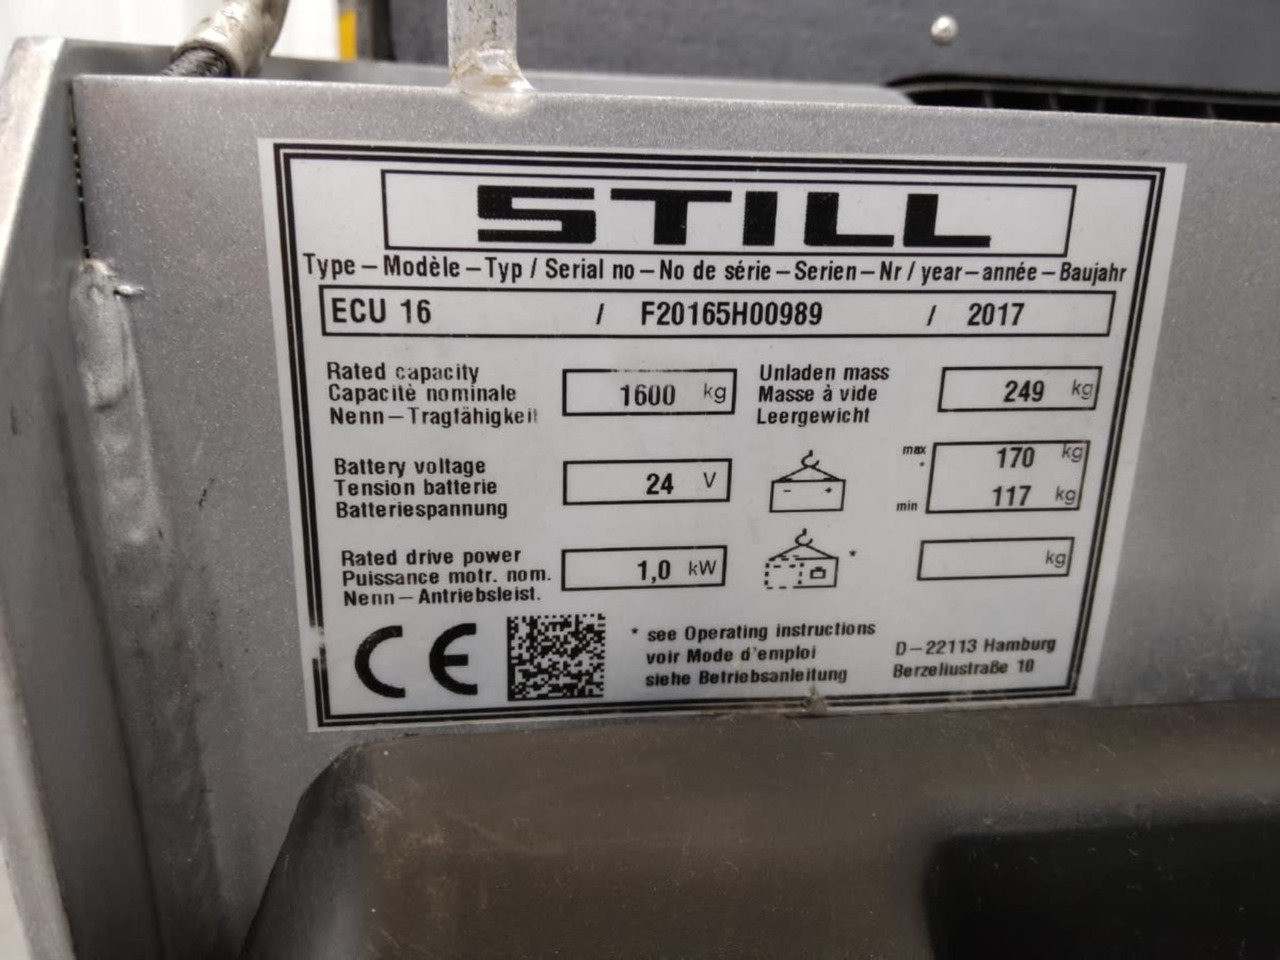 STILL
Type – Modèle – Typ / Serial no – No de série – Serien – Nr / year – année – Baujahr
ECU 16 / F20165H00989 / 2017
Rated capacity
Capacitè nominale
Nenn – Tragfähigkeit
1600 kg
Unladen mass
Masse à vide
Leergewicht
249 kg
Battery voltage
Tension batterie
Batteriespannung
24 V
- +
max 170 kg
*
min 117 kg
Rated drive power
Puissance motr. nom.
Nenn – Antriebsleist.
1,0 kW
*
kg
CE
* see Operating instructions
voir Mode d'emploi
siehe Betriebsanleitung
D – 22113 Hamburg
Berzeliustraße 10